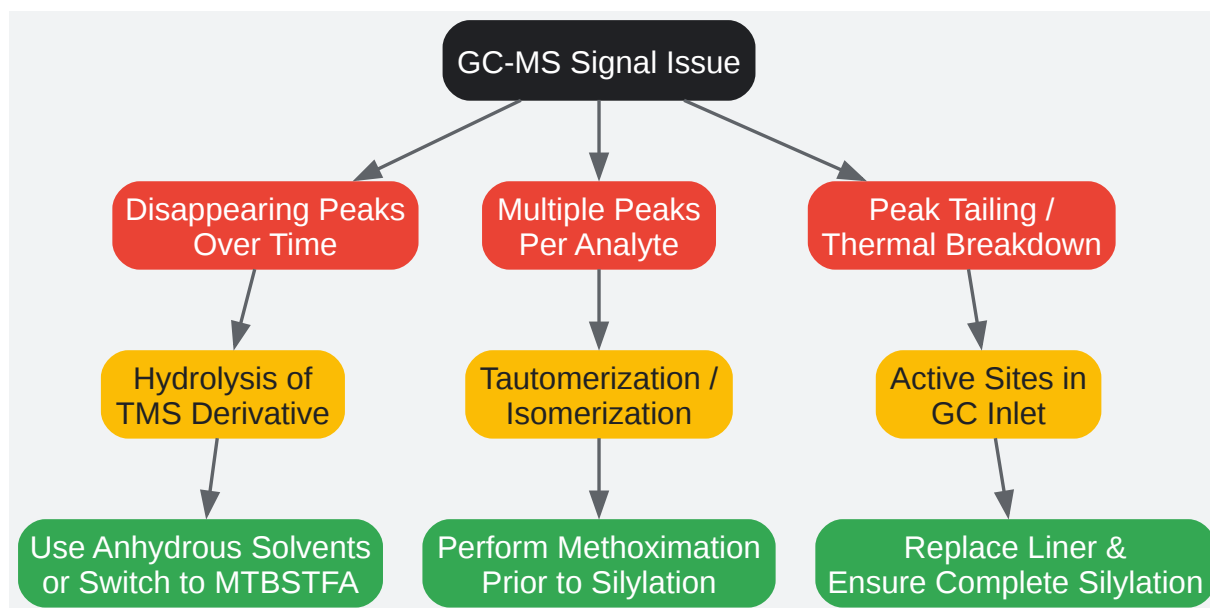 GC-MS Signal Issue
Disappearing Peaks
Over Time
Multiple Peaks
Per Analyte
Peak Tailing /
Thermal Breakdown
Hydrolysis of
TMS Derivative
Tautomerization /
Isomerization
Active Sites in
GC Inlet
Use Anhydrous Solvents
or Switch to MTBSTFA
Perform Methoximation
Prior to Silylation
Replace Liner &
Ensure Complete Silylation